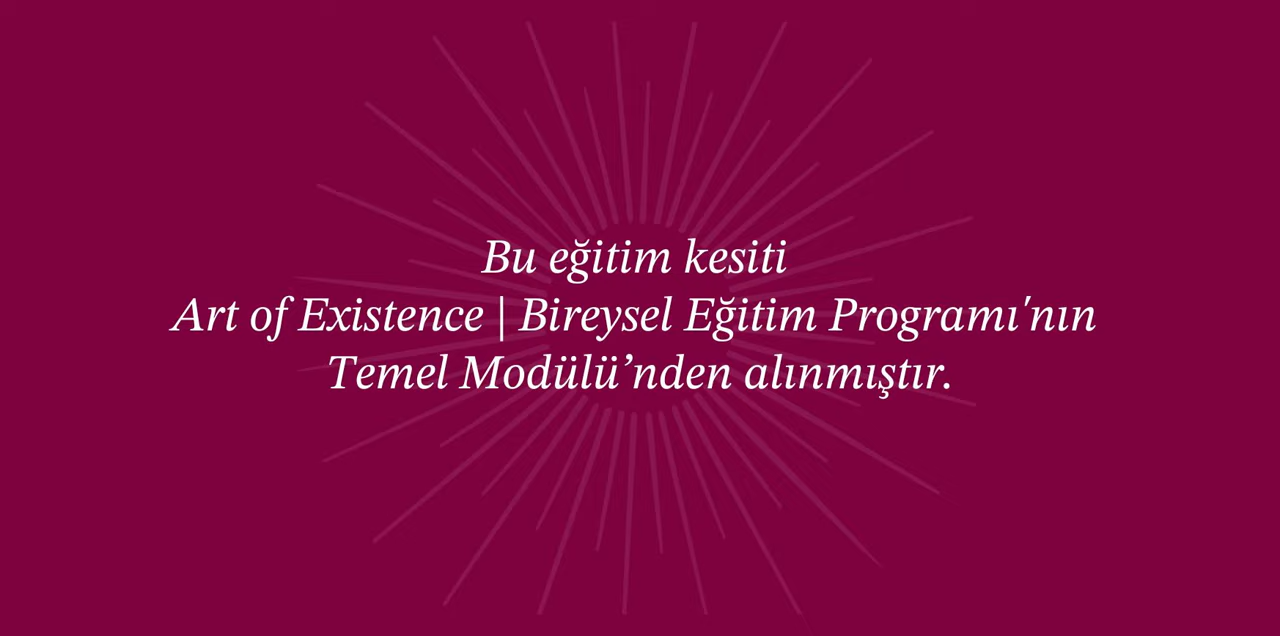 Bu eğitim kesiti
Art of Existence | Bireysel Eğitim Programı'nın
Temel Modülü’nden alınmıştır.